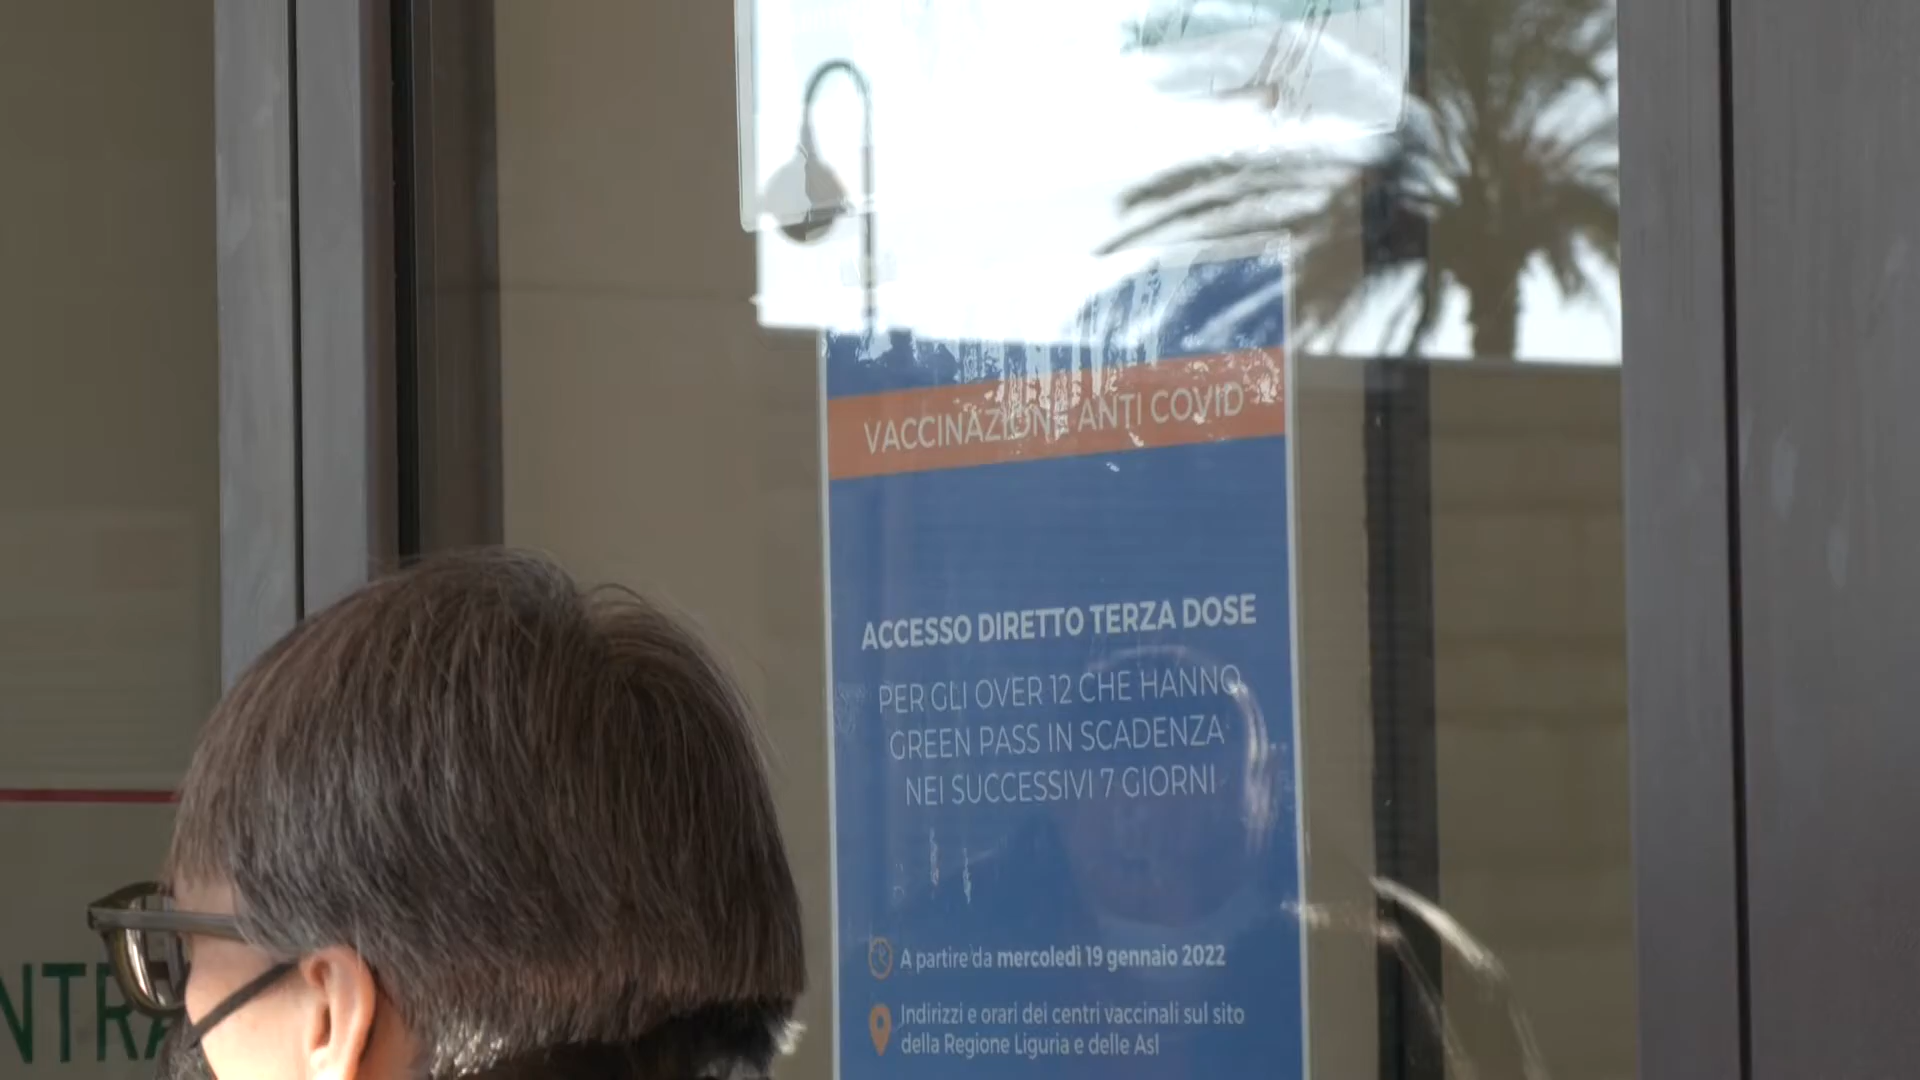 VACCINAZIONE ANTI COVID
ACCESSO DIRETTO TERZA DOSE
PER GLI OVER 12 CHE HANNO
GREEN PASS IN SCADENZA
NEI SUCCESSIVI 7 GIORNI
A partire da mercoledì 19 gennaio 2022
Indirizzi e orari dei centri vaccinali sul sito
della Regione Liguria e delle Asl
NTRA